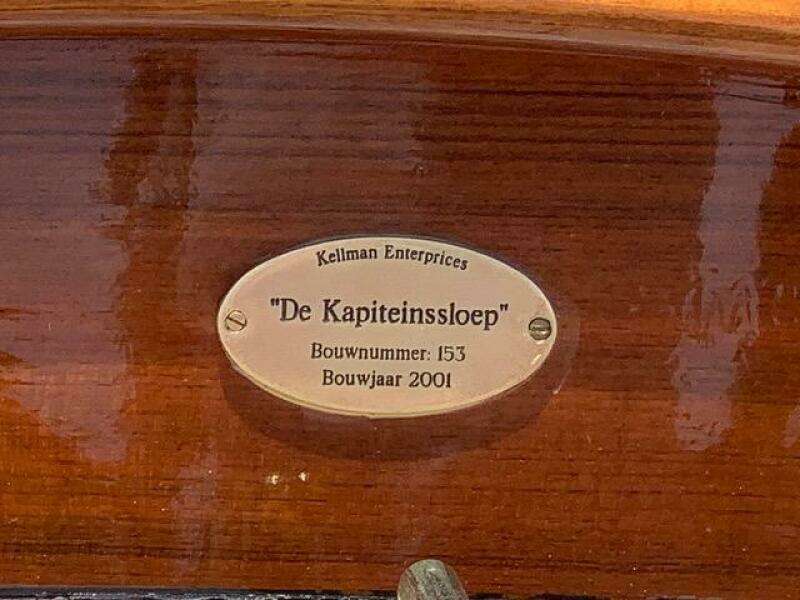 Kellman Enterprices
"De Kapiteinssloep"
Bouwnummer: 153
Bouwjaar 2001